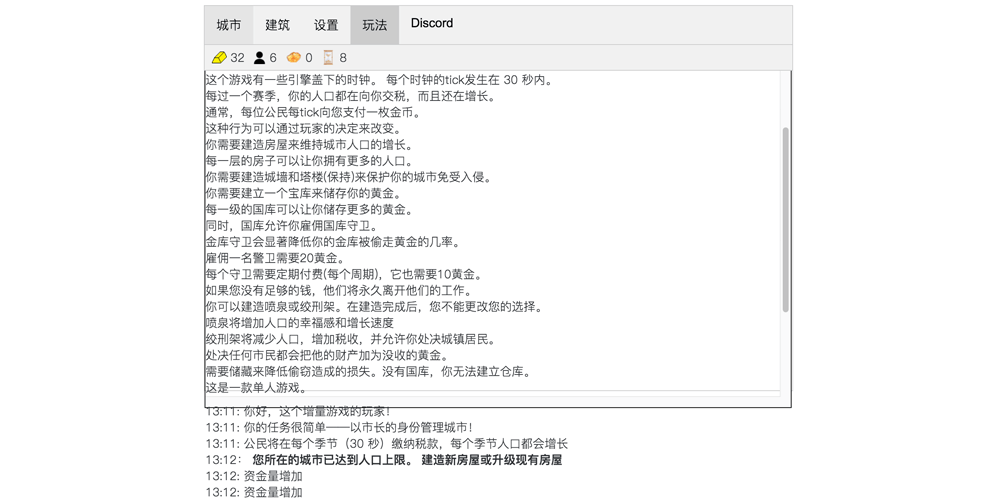 城市 建筑 设置 玩法 Discord
32 6 0 8
这个游戏有一些引擎盖下的时钟。 每个时钟的tick发生在 30 秒内。
每过一个赛季，你的人口都在向你交税，而且还在增长。
通常，每位公民每tick向您支付一枚金币。
这种行为可以通过玩家的决定来改变。
你需要建造房屋来维持城市人口的增长。
每一层的房子可以让你拥有更多的人口。
你需要建造城墙和塔楼(保持)来保护你的城市免受入侵。
你需要建立一个宝库来储存你的黄金。
每一级的国库可以让你储存更多的黄金。
同时，国库允许你雇佣国库守卫。
金库守卫会显著降低你的金库被偷走黄金的几率。
雇佣一名警卫需要20黄金。
每个守卫需要定期付费(每个周期)，它也需要10黄金。
如果您没有足够的钱，他们将永久离开他们的工作。
你可以建造喷泉或绞刑架。在建造完成后，您不能更改您的选择。
喷泉将增加人口的幸福感和增长速度
绞刑架将减少人口，增加税收，并允许你处决城镇居民。
处决任何市民都会把他的财产加为没收的黄金。
需要储藏来降低偷窃造成的损失。没有国库，你无法建立仓库。
这是一款单人游戏。
13:11: 你好，这个增量游戏的玩家！
13:11: 你的任务很简单——以市长的身份管理城市！
13:11: 公民将在每个季节（30 秒）缴纳税款，每个季节人口都会增长
13:12： 您所在的城市已达到人口上限。 建造新房屋或升级现有房屋
13:12: 资金量增加
13:12: 资金量增加